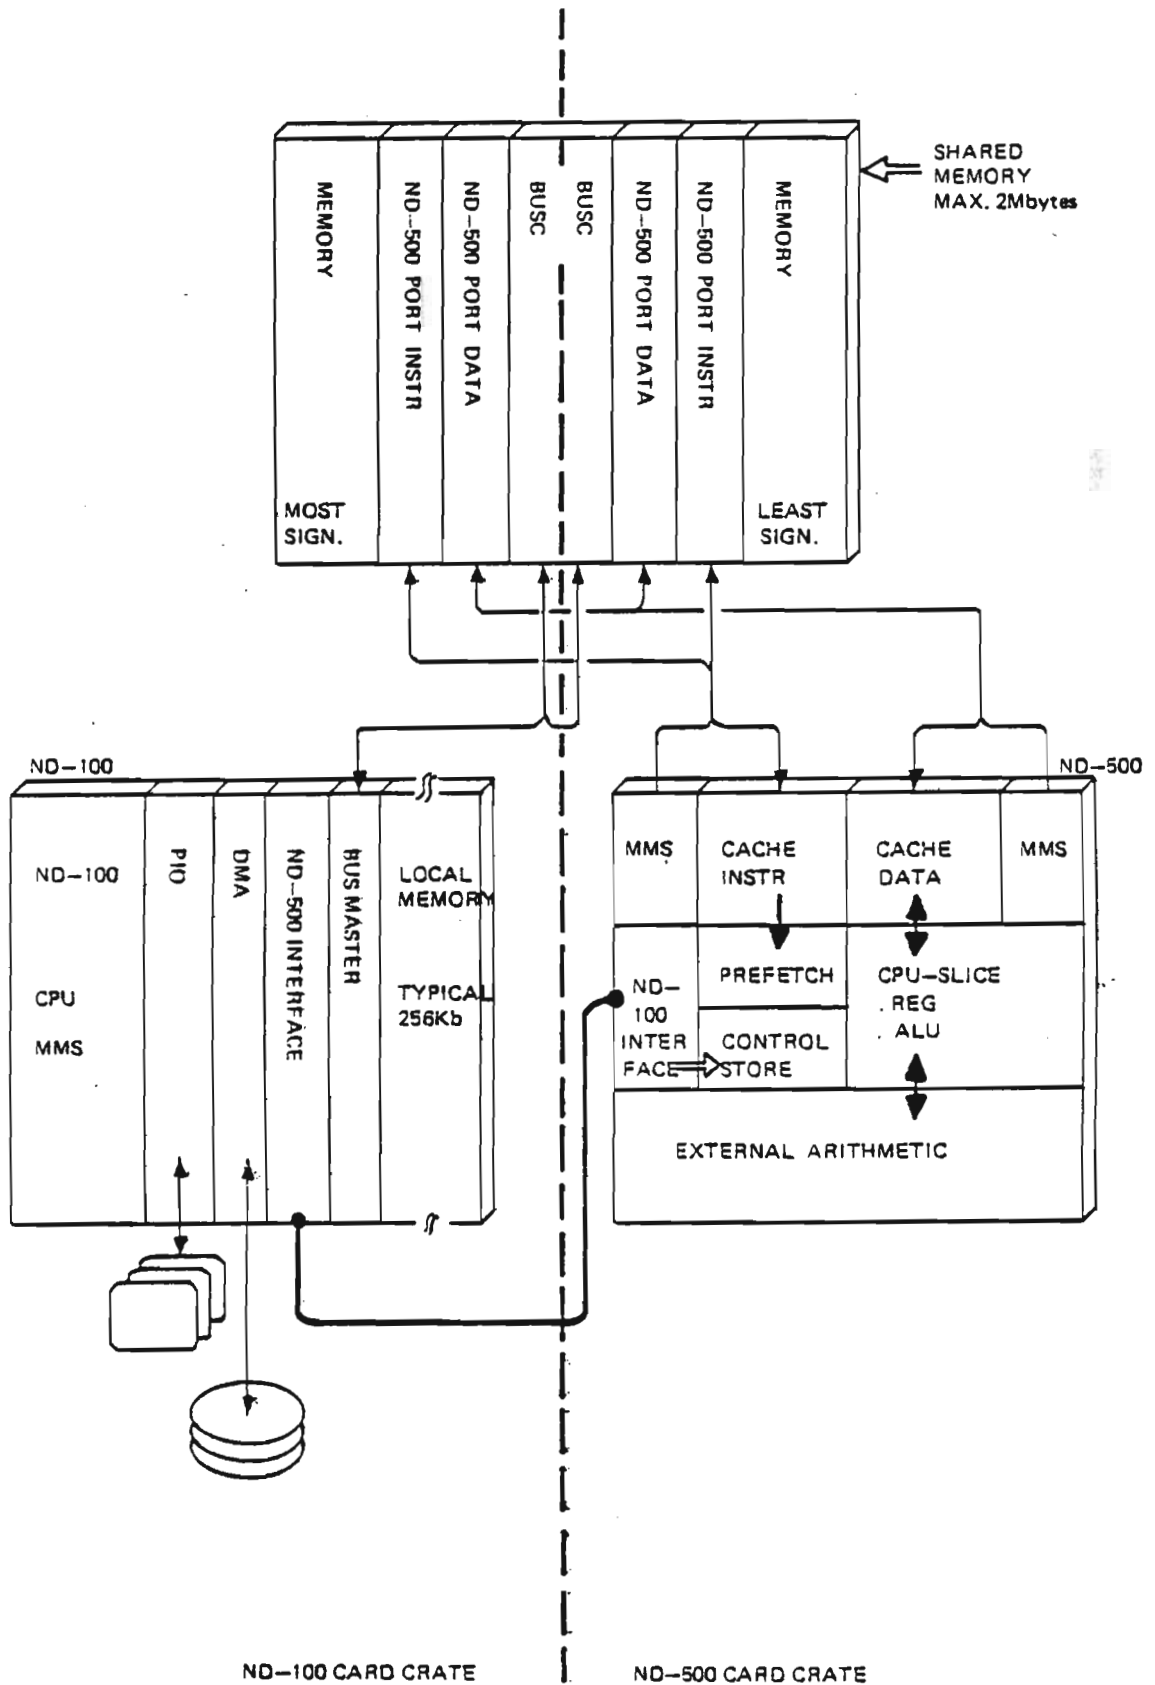 SHARED
MEMORY
MAX. 2Mbytes
MEMORY
ND-500 PORT INSTR
ND-500 PORT DATA
BUSC
BUSC
ND-500 PORT DATA
ND-500 PORT INSTR
MEMORY
MOST
SIGN.
LEAST
SIGN.
ND-100
ND-100
CPU
MMS
PIO
DMA
ND-500 INTERFACE
BUS MASTER
LOCAL
MEMORY
TYPICAL
256Kb
ND-500
MMS
CACHE
INSTR
CACHE
DATA
MMS
PREFETCH
CPU-SLICE
. REG
. ALU
ND-
100
INTER
FACE
CONTROL
STORE
EXTERNAL ARITHMETIC
ND-100 CARD CRATE
ND-500 CARD CRATE